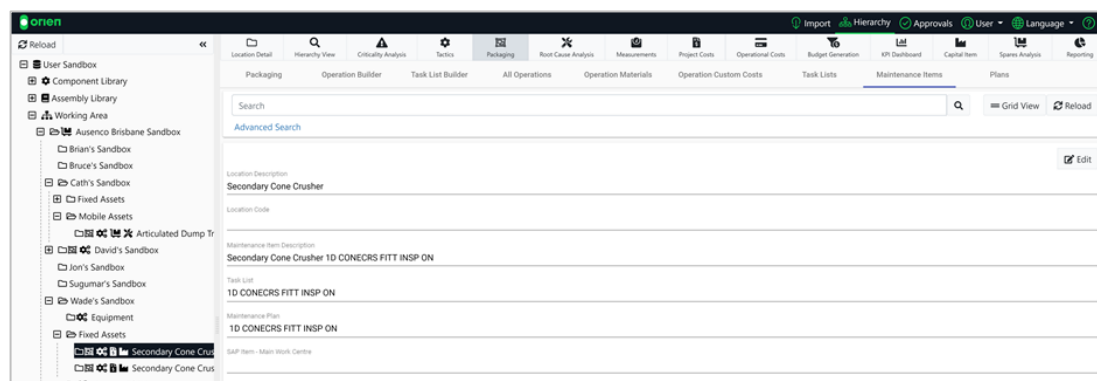 orien
Import Hierarchy Approvals User Language
Reload
User Sandbox
Component Library
Assembly Library
Working Area
Ausenco Brisbane Sandbox
Brian's Sandbox
Bruce's Sandbox
Cath's Sandbox
Fixed Assets
Mobile Assets
Articulated Dump Tr
David's Sandbox
Jon's Sandbox
Sugumar's Sandbox
Wade's Sandbox
Equipment
Fixed Assets
Secondary Cone Crus
Secondary Cone Crus
Location Detail Hierarchy View Criticality Analysis Tactics Packaging Root Cause Analysis Measurements Project Costs Operational Costs Budget Generation KPI Dashboard Capital Item Spares Analysis Reporting
Packaging Operation Builder Task List Builder All Operations Operation Materials Operation Custom Costs Task Lists Maintenance Items Plans
Search Grid View Reload
Advanced Search
Edit
Location Description
Secondary Cone Crusher
Location Code
Maintenance Item Description
Secondary Cone Crusher 1D CONECRS FITT INSP ON
Task List
1D CONECRS FITT INSP ON
Maintenance Plan
1D CONECRS FITT INSP ON
SAP Item - Main Work Centre